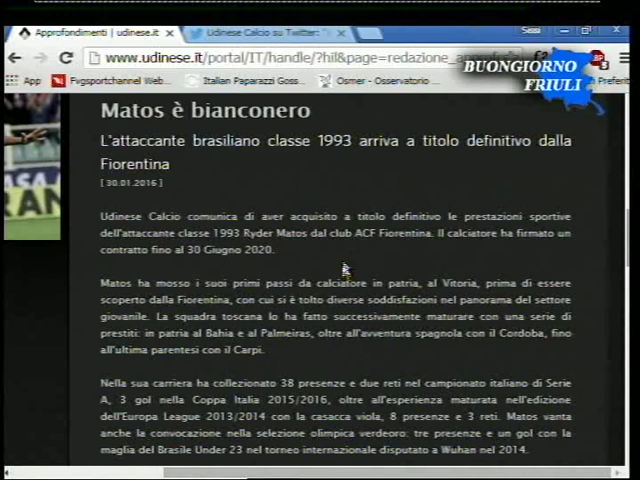 Approfondimenti | udinese.it
Udinese Calcio su Twitter: "
www.udinese.it/portal/IT/handle/?hil&page=redazione_
App
Fvgsportchannel Web...
Italian Paparazzi Goss...
Osmer - Osservatorio...
Preferiti
BUONGIORNO
FRIULI
Matos è bianconero
L'attaccante brasiliano classe 1993 arriva a titolo definitivo dalla
Fiorentina
[ 30.01.2016 ]
Udinese Calcio comunica di aver acquisito a titolo definitivo le prestazioni sportive
dell'attaccante classe 1993 Ryder Matos dal club ACF Fiorentina. Il calciatore ha firmato un
contratto fino al 30 Giugno 2020.
Matos ha mosso i suoi primi passi da calciatore in patria, al Vitoria, prima di essere
scoperto dalla Fiorentina, con cui si è tolto diverse soddisfazioni nel panorama del settore
giovanile. La squadra toscana lo ha fatto successivamente maturare con una serie di
prestiti: in patria al Bahia e al Palmeiras, oltre all'avventura spagnola con il Cordoba, fino
all'ultima parentesi con il Carpi.
Nella sua carriera ha collezionato 38 presenze e due reti nel campionato italiano di Serie
A, 3 gol nella Coppa Italia 2015/2016, oltre all'esperienza maturata nell'edizione
dell'Europa League 2013/2014 con la casacca viola, 8 presenze e 3 reti. Matos vanta
anche la convocazione nella selezione olimpica verdeoro: tre presenze e un gol con la
maglia del Brasile Under 23 nel torneo internazionale disputato a Wuhan nel 2014.